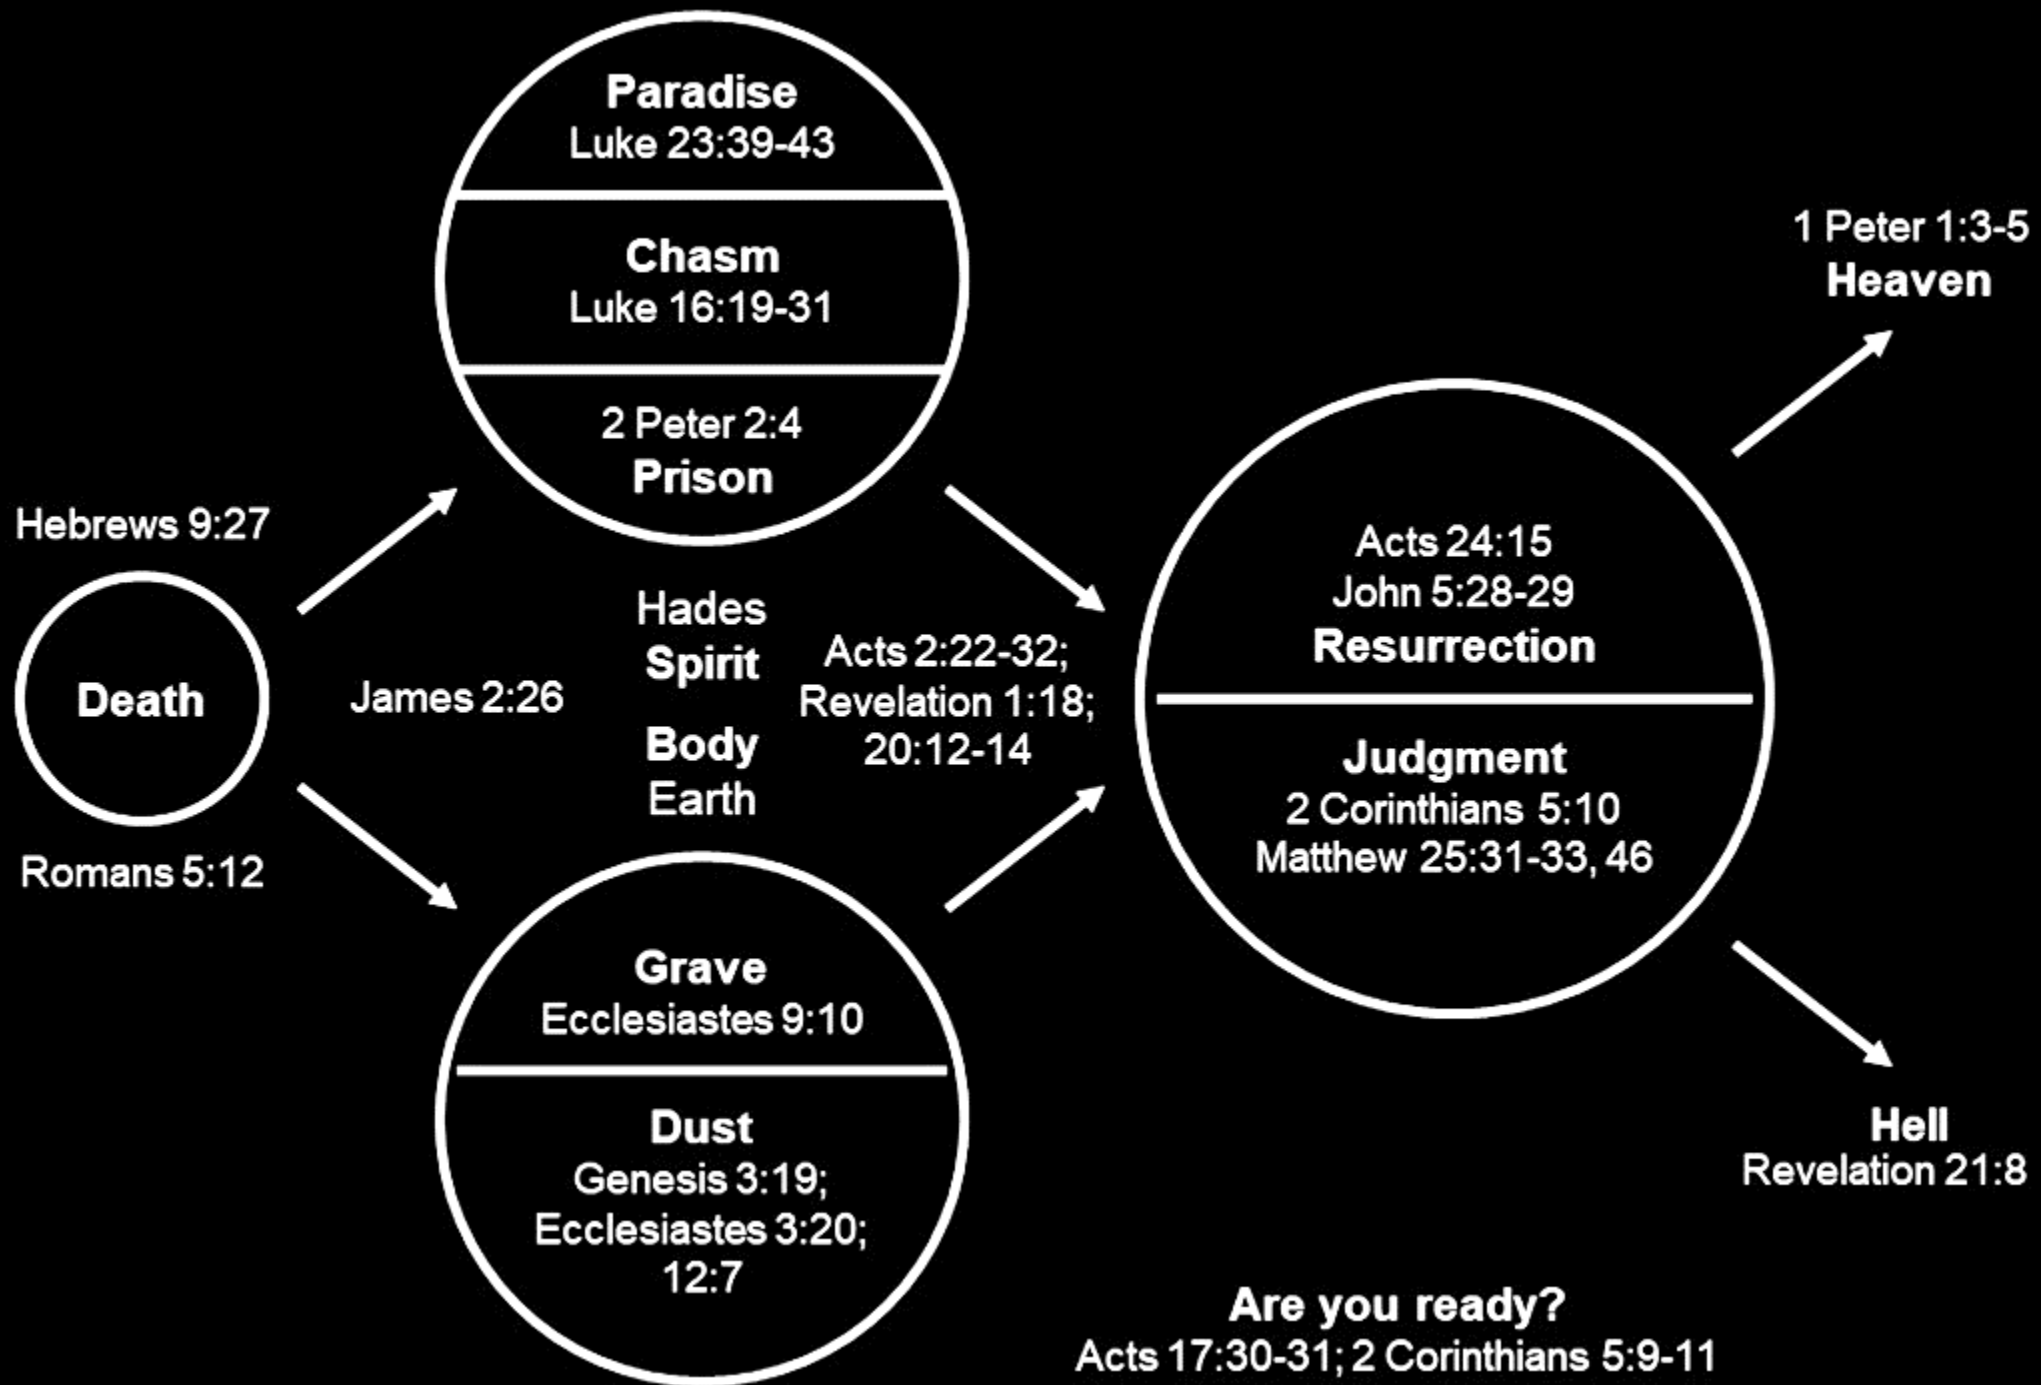 Paradise
Luke 23:39-43
Chasm
Luke 16:19-31
2 Peter 2:4
Prison
Hebrews 9:27
Death
Romans 5:12
James 2:26
Hades
Spirit
Body
Earth
Acts 2:22-32;
Revelation 1:18;
20:12-14
Grave
Ecclesiastes 9:10
Dust
Genesis 3:19;
Ecclesiastes 3:20;
12:7
Acts 24:15
John 5:28-29
Resurrection
Judgment
2 Corinthians 5:10
Matthew 25:31-33, 46
1 Peter 1:3-5
Heaven
Hell
Revelation 21:8
Are you ready?
Acts 17:30-31; 2 Corinthians 5:9-11